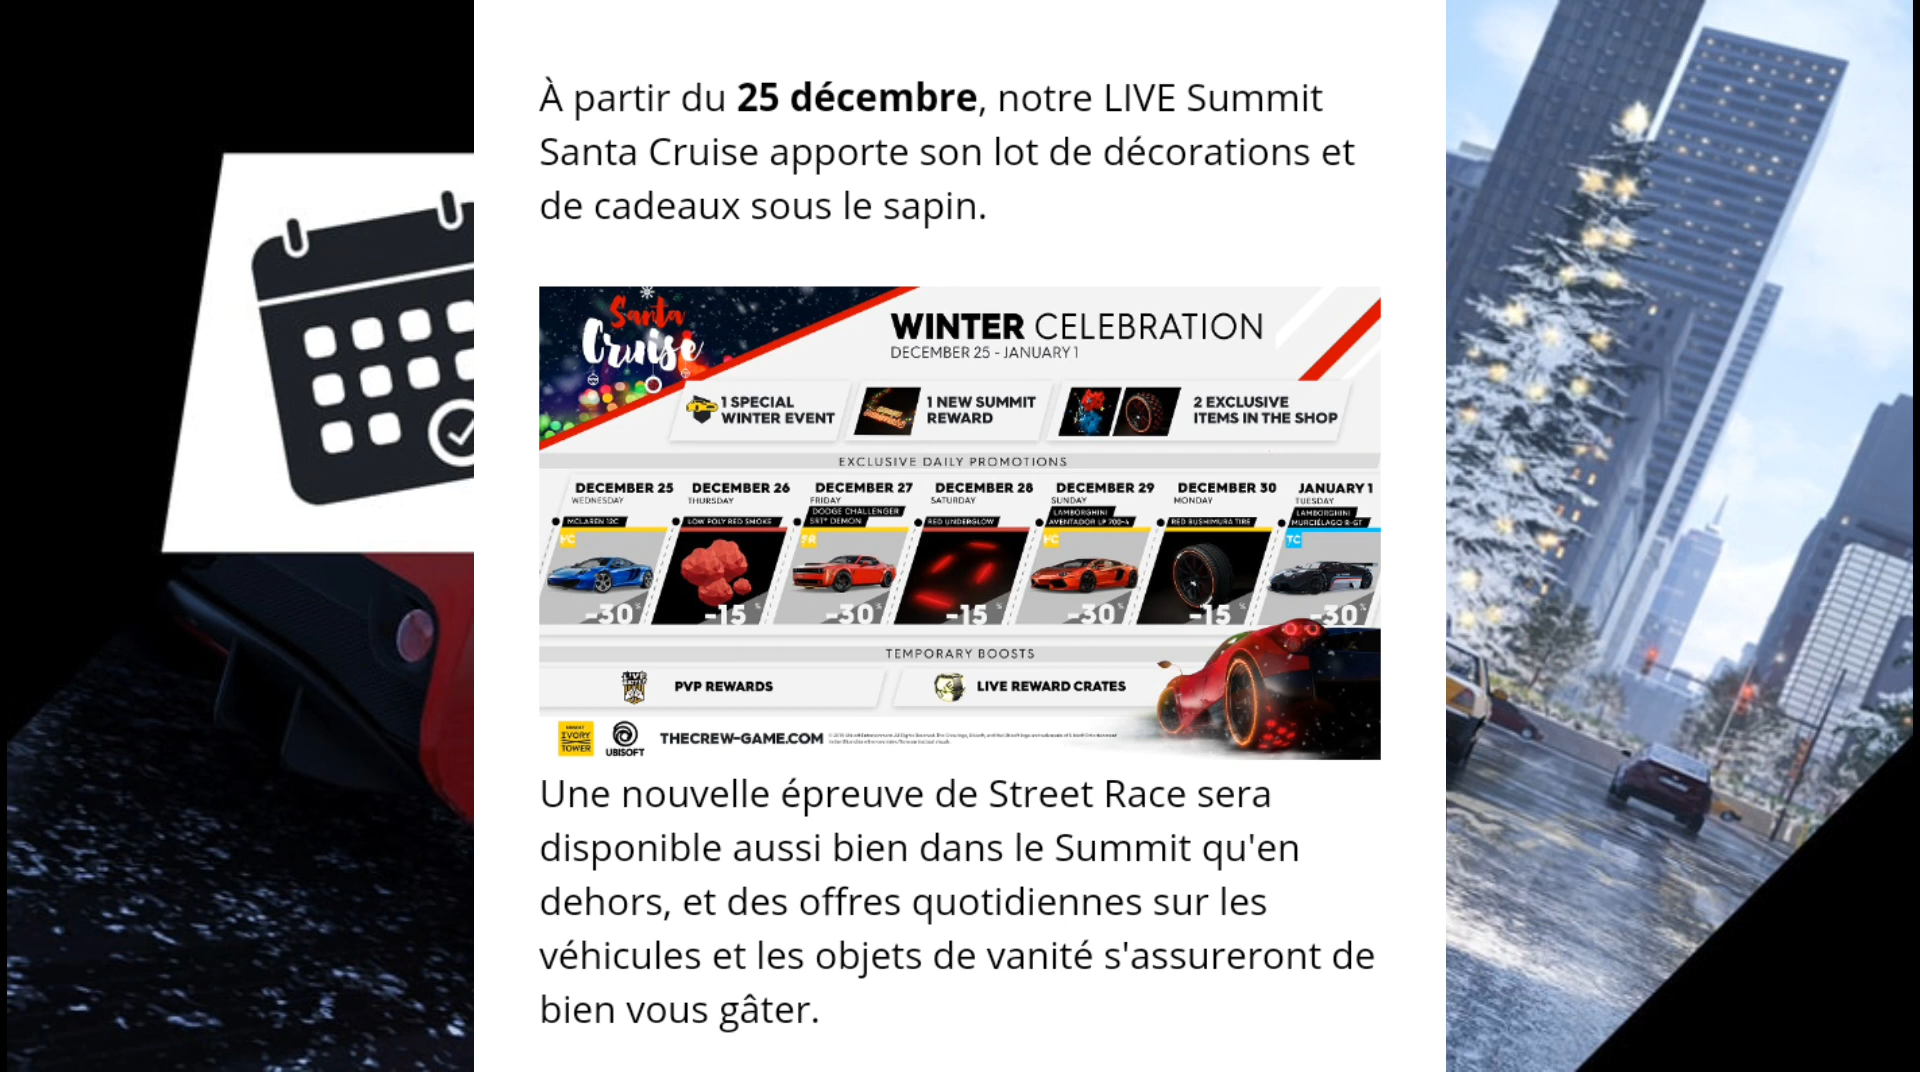 À partir du 25 décembre, notre LIVE Summit
Santa Cruise apporte son lot de décorations et
de cadeaux sous le sapin.
Santa
Cruise
WINTER CELEBRATION
DECEMBER 25 - JANUARY 1
1 SPECIAL
WINTER EVENT
1 NEW SUMMIT
REWARD
2 EXCLUSIVE
ITEMS IN THE SHOP
EXCLUSIVE DAILY PROMOTIONS
DECEMBER 25
WEDNESDAY
MCLAREN 12C
HC
-30%
DECEMBER 26
THURSDAY
LOW POLY RED SMOKE
-15%
DECEMBER 27
FRIDAY
DODGE CHALLENGER
SRT® DEMON
SR
-30%
DECEMBER 28
SATURDAY
RED UNDERGLOW
-15%
DECEMBER 29
SUNDAY
LAMBORGHINI
AVENTADOR LP 700-4
HC
-30%
DECEMBER 30
MONDAY
RED BUSHIMURA TIRE
-15%
JANUARY 1
TUESDAY
LAMBORGHINI
MURCIÉLAGO R-GT
TC
-30%
TEMPORARY BOOSTS
PVP REWARDS
LIVE REWARD CRATES
IVORY
TOWER
UBISOFT
THECREW-GAME.COM
Une nouvelle épreuve de Street Race sera
disponible aussi bien dans le Summit qu'en
dehors, et des offres quotidiennes sur les
véhicules et les objets de vanité s'assureront de
bien vous gâter.